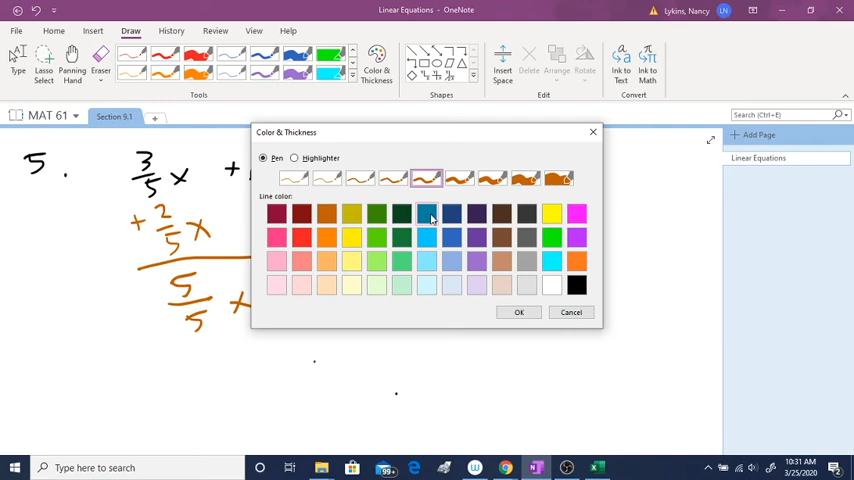 Linear Equations - OneNote
Lykins, Nancy
LN
File Home Insert Draw History Review View Help
Type
Lasso Select
Panning Hand
Eraser
Color & Thickness
Insert Space
Delete
Arrange
Rotate
Ink to Text
Ink to Math
Tools
Shapes
Edit
Convert
MAT 61
Section 9.1
Search (Ctrl+E)
Add Page
Linear Equations
Color & Thickness
Pen
Highlighter
Line color:
OK
Cancel
5. 3/5 x +
+ 2/5 x
5/5 x
Type here to search
99+
10:31 AM
3/25/2020